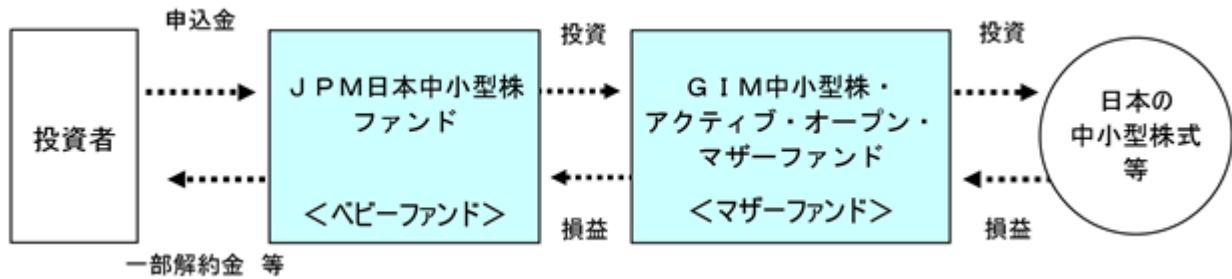 申込金
投資
投資
投資者
ＪＰＭ日本中小型株
ファンド
＜ベビーファンド＞
ＧＩＭ中小型株・
アクティブ・オープン・
マザーファンド
＜マザーファンド＞
日本の
中小型株式
等
一部解約金 等
損益
損益